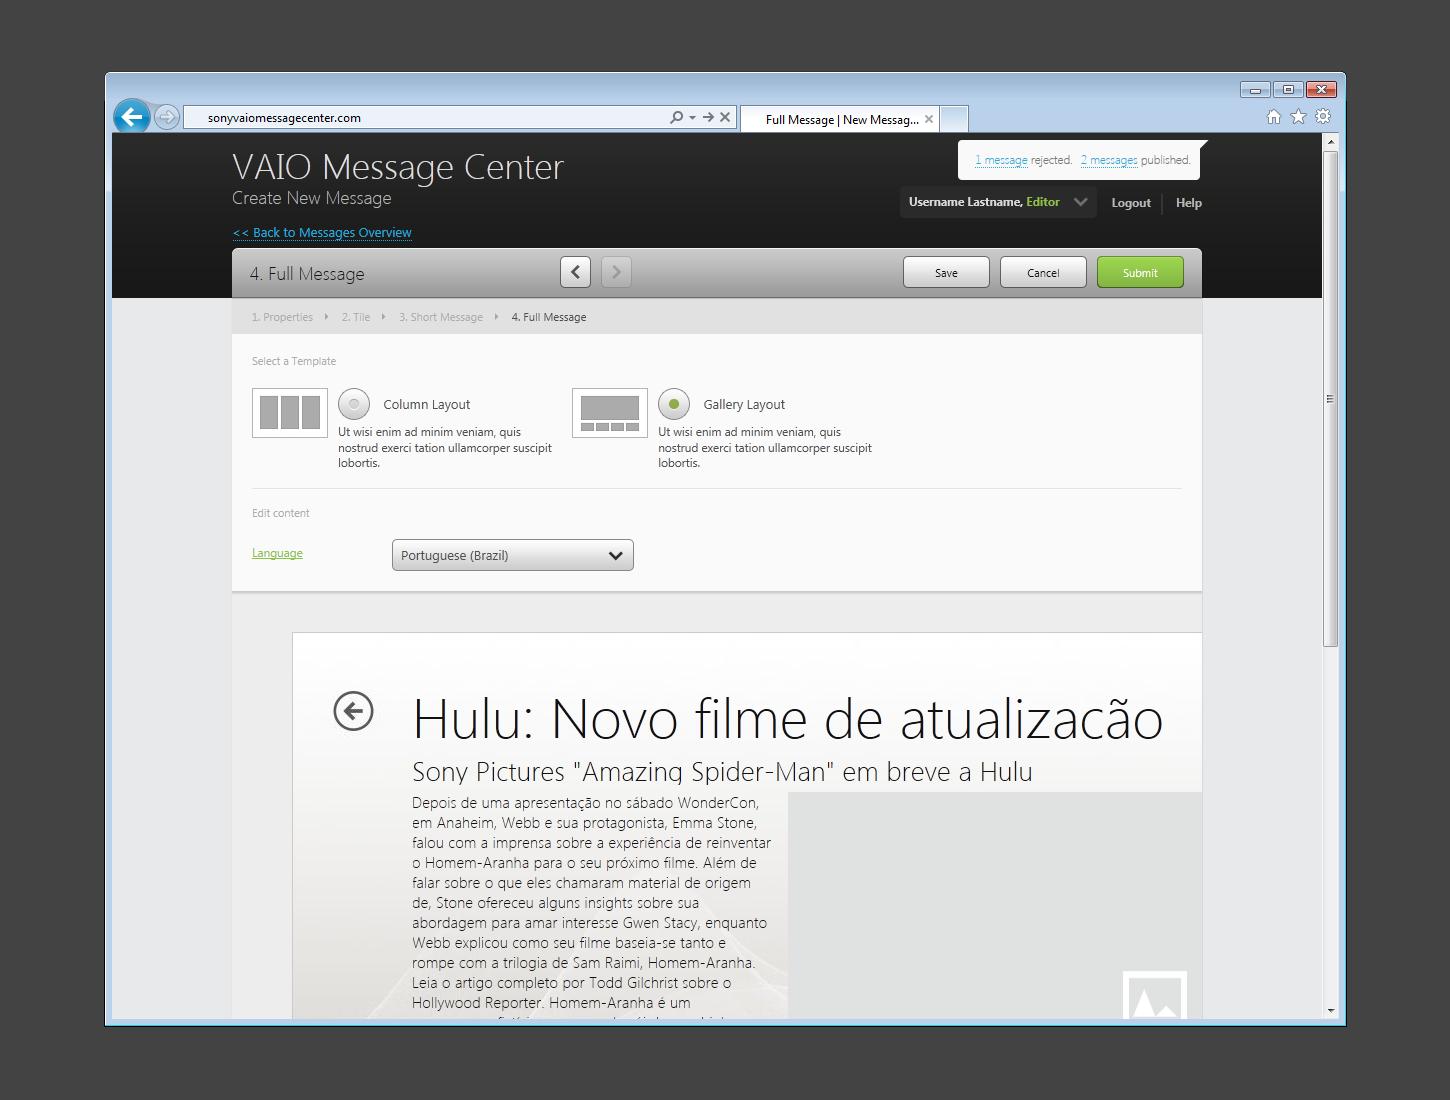 sonyvaiomessagecenter.com
Full Message | New Messag...
VAIO Message Center
Create New Message
1 message rejected. 2 messages published.
Username Lastname, Editor
Logout
Help
<< Back to Messages Overview
4. Full Message
Save
Cancel
Submit
1. Properties
2. Tile
3. Short Message
4. Full Message
Select a Template
Column Layout
Ut wisi enim ad minim veniam, quis
nostrud exerci tation ullamcorper suscipit
lobortis.
Gallery Layout
Ut wisi enim ad minim veniam, quis
nostrud exerci tation ullamcorper suscipit
lobortis.
Edit content
Language
Portuguese (Brazil)
Hulu: Novo filme de atualizacão
Sony Pictures "Amazing Spider-Man" em breve a Hulu
Depois de uma apresentação no sábado WonderCon,
em Anaheim, Webb e sua protagonista, Emma Stone,
falou com a imprensa sobre a experiência de reinventar
o Homem-Aranha para o seu próximo filme. Além de
falar sobre o que eles chamaram material de origem
de, Stone ofereceu alguns insights sobre sua
abordagem para amar interesse Gwen Stacy, enquanto
Webb explicou como seu filme baseia-se tanto e
rompe com a trilogia de Sam Raimi, Homem-Aranha.
Leia o artigo completo por Todd Gilchrist sobre o
Hollywood Reporter. Homem-Aranha é um